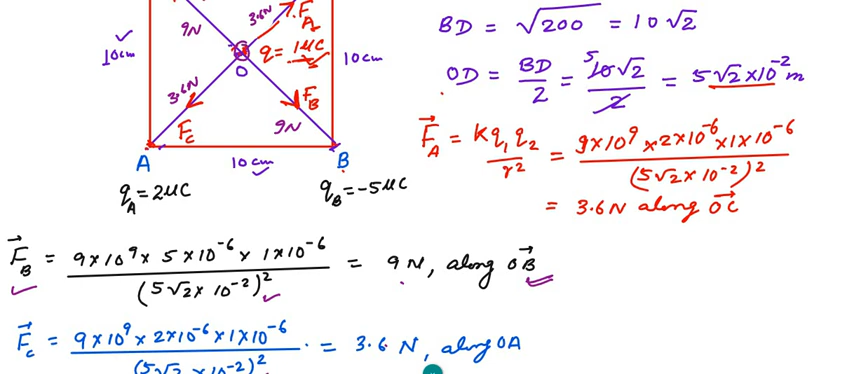 9N
3.6N
F_A
10cm
q = 1μC
O
10cm
3.6N
F_B
F_C
9N
A
10cm
B
q_A = 2μC
q_B = -5μC
BD = √200 = 10√2
OD = BD/2 = 5 10√2/2 = 5√2×10^-2 m
F_A = Kq1q2/r^2 = 9×10^9 × 2×10^-6 × 1×10^-6/(5√2×10^-2)^2
= 3.6N along OC
F_B = 9×10^9 × 5×10^-6 × 1×10^-6/(5√2×10^-2)^2 = 9N, along OB
F_C = 9×10^9×2×10^-6×1×10^-6/(5√2×10^-2)^2 = 3.6 N, along OA